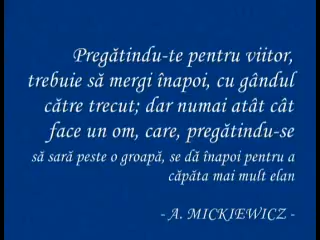 Pregătindu-te pentru viitor,
trebuie să mergi înapoi, cu gândul
către trecut; dar numai atât cât
face un om, care, pregătindu-se
să sară peste o groapă, se dă înapoi pentru a
căpăta mai mult elan
- A. MICKIEWICZ -